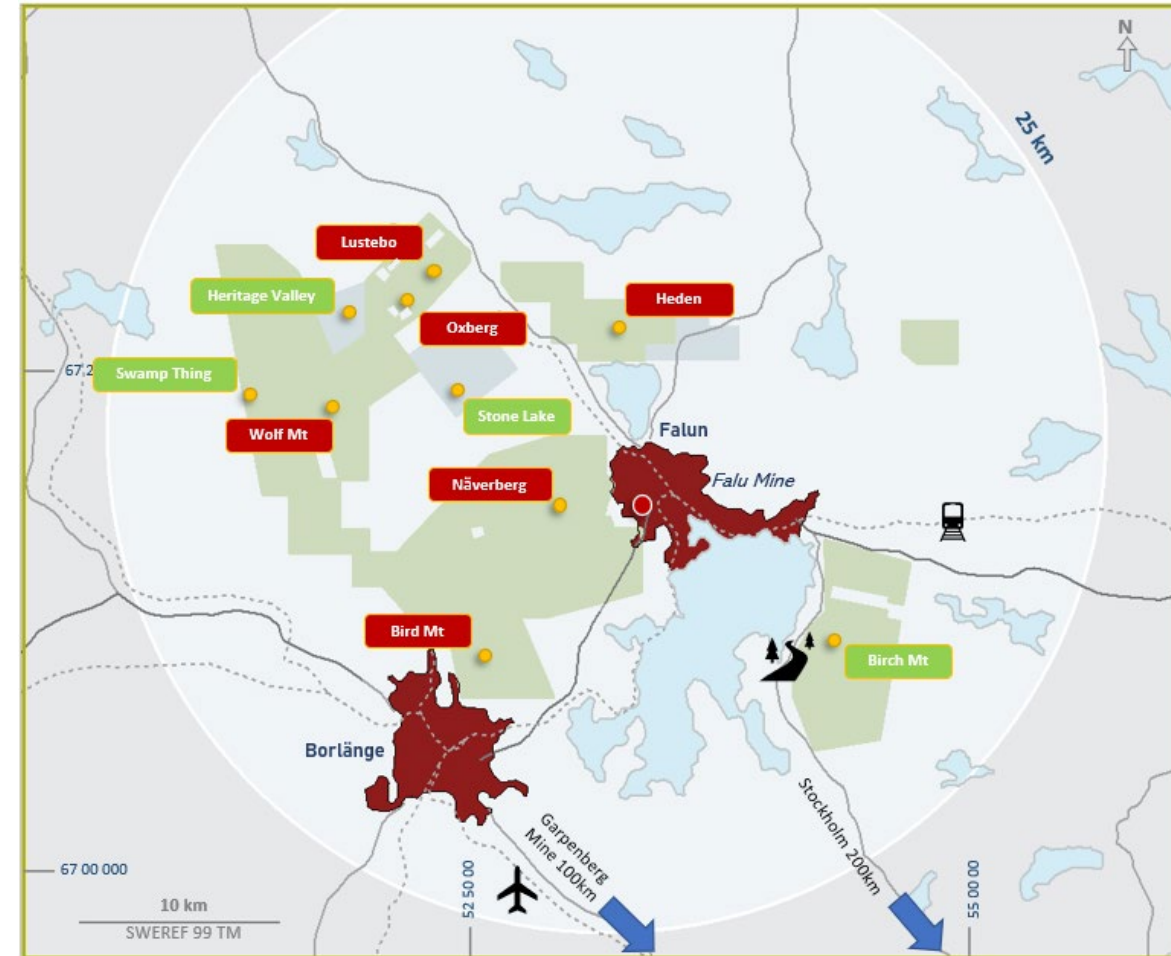 N
25 km
Lustebo
Heritage Valley
Heden
Oxberg
67,2
Swamp Thing
Stone Lake
Wolf Mt
Falun
Falu Mine
Näverberg
Bird Mt
Birch Mt
Borlänge
Garpenberg
Mine 100km
Stockholm 200km
67 00 000
52 50 00
55 00 00
10 km
SWEREF 99 TM